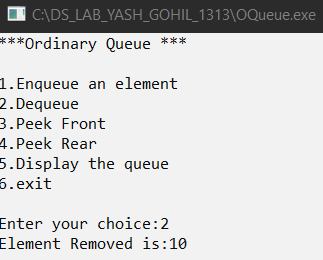 C:\DS_LAB_YASH_GOHIL_1313\OQueue.exe
***Ordinary Queue ***
1.Enqueue an element
2.Dequeue
3.Peek Front
4.Peek Rear
5.Display the queue
6.exit
Enter your choice:2
Element Removed is:10